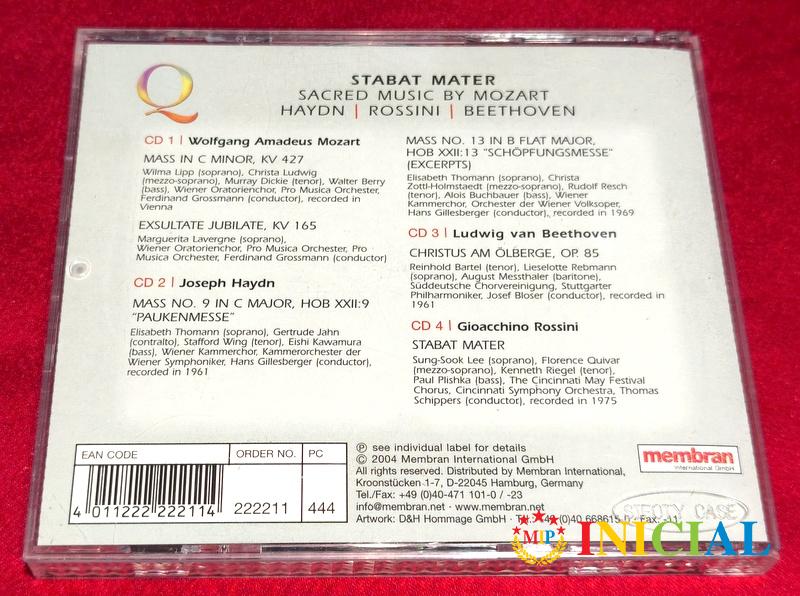 Q
STABAT MATER
SACRED MUSIC BY MOZART
HAYDN | ROSSINI | BEETHOVEN
CD 1 | Wolfgang Amadeus Mozart
MASS IN C MINOR, KV 427
Wilma Lipp (soprano), Christa Ludwig
(mezzo-soprano), Murray Dickie (tenor), Walter Berry
(bass), Wiener Oratorienchor, Pro Musica Orchester,
Ferdinand Grossmann (conductor), recorded in
Vienna
EXSULTATE JUBILATE, KV 165
Marguerita Lavergne (soprano),
Wiener Oratorienchor, Pro Musica Orchester, Pro
Musica Orchester, Ferdinand Grossmann (conductor)
CD 2 | Joseph Haydn
MASS NO. 9 IN C MAJOR, HOB XXII:9
"PAUKENMESSE"
Elisabeth Thomann (soprano), Gertrude Jahn
(contralto), Stafford Wing (tenor), Eishi Kawamura
(bass), Wiener Kammerchor, Kammerorchester der
Wiener Symphoniker, Hans Gillesberger (conductor),
recorded in 1961
MASS NO. 13 IN B FLAT MAJOR,
HOB XXII:13 "SCHÖPFUNGSMESSE"
(EXCERPTS)
Elisabeth Thomann (soprano), Christa
Zottl-Holmstaedt (mezzo-soprano), Rudolf Resch
(tenor), Alois Buchbauer (bass), Wiener
Kammerchor, Orchester der Wiener Volksoper,
Hans Gillesberger (conductor), recorded in 1969
CD 3 | Ludwig van Beethoven
CHRISTUS AM ÖLBERGE, OP. 85
Reinhold Bartel (tenor), Lieselotte Rebmann
(soprano), August Messthaler (baritone),
Süddeutsche Chorvereinigung, Stuttgarter
Philharmoniker, Josef Bloser (conductor), recorded in
1961
CD 4 | Gioacchino Rossini
STABAT MATER
Sung-Sook Lee (soprano), Florence Quivar
(mezzo-soprano), Kenneth Riegel (tenor),
Paul Plishka (bass), The Cincinnati May Festival
Chorus, Cincinnati Symphony Orchestra, Thomas
Schippers (conductor), recorded in 1975
EAN CODE
ORDER NO.
PC
4 011222 222114
222211
444
℗ see individual label for details
© 2004 Membran International GmbH
All rights reserved. Distributed by Membran International,
Kroonstücken 1-7, D-22045 Hamburg, Germany
Tel./Fax: +49 (0)40-471 101-0 / -23
info@membran.net · www.membran.net
Artwork: D&H Hommage GmbH · Tel.: +49 (0)40 668615
membran
International GmbH
CASE
MIP
INICIAL